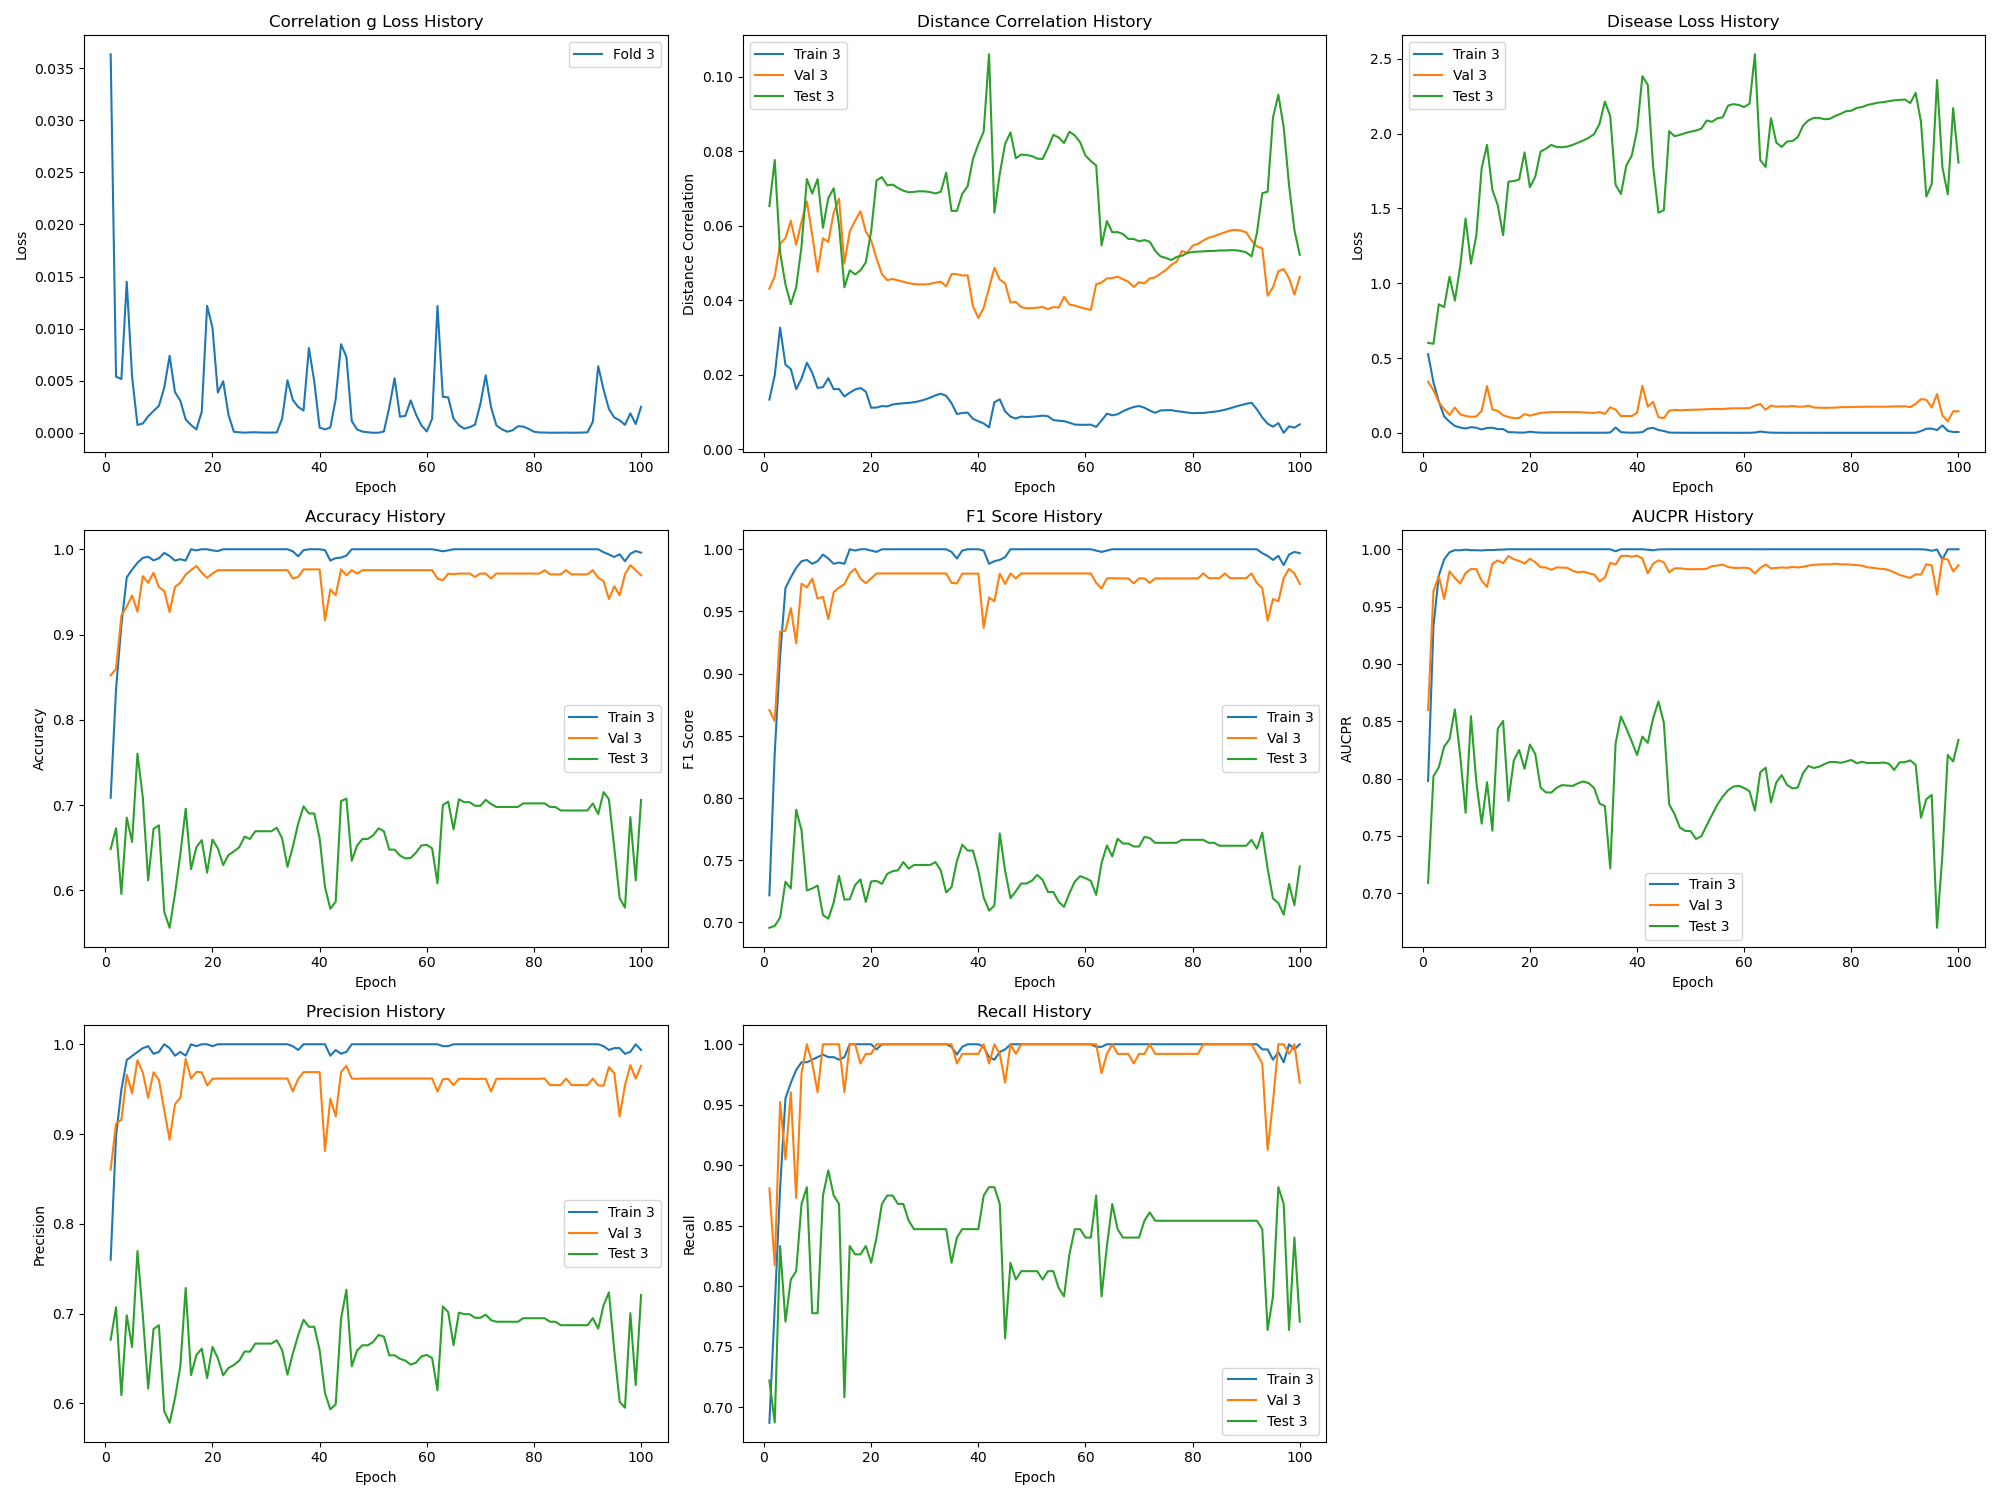 Correlation g Loss History
Fold 3
0.035
0.030
0.025
0.020
0.015
0.010
0.005
0.000
Loss
0 20 40 60 80 100
Epoch
Distance Correlation History
Train 3
Val 3
Test 3
0.10
0.08
0.06
0.04
0.02
0.00
Distance Correlation
0 20 40 60 80 100
Epoch
Disease Loss History
Train 3
Val 3
Test 3
2.5
2.0
1.5
1.0
0.5
0.0
Loss
0 20 40 60 80 100
Epoch
Accuracy History
1.0
0.9
0.8
0.7
0.6
Accuracy
Train 3
Val 3
Test 3
0 20 40 60 80 100
Epoch
F1 Score History
1.00
0.95
0.90
0.85
0.80
0.75
0.70
F1 Score
Train 3
Val 3
Test 3
0 20 40 60 80 100
Epoch
AUCPR History
1.00
0.95
0.90
0.85
0.80
0.75
0.70
AUCPR
Train 3
Val 3
Test 3
0 20 40 60 80 100
Epoch
Precision History
1.0
0.9
0.8
0.7
0.6
Precision
Train 3
Val 3
Test 3
0 20 40 60 80 100
Epoch
Recall History
1.00
0.95
0.90
0.85
0.80
0.75
0.70
Recall
Train 3
Val 3
Test 3
0 20 40 60 80 100
Epoch